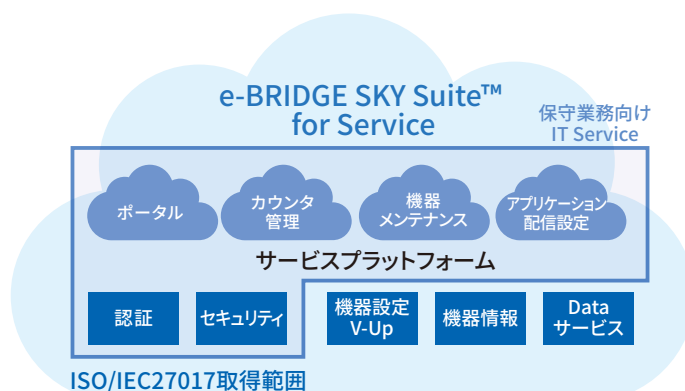 e-BRIDGE SKY Suite™
for Service
保守業務向け
IT Service
ポータル
カウンタ
管理
機器
メンテナンス
アプリケーション
配信設定
サービスプラットフォーム
認証
セキュリティ
機器設定
V-Up
機器情報
Data
サービス
ISO/IEC27017取得範囲